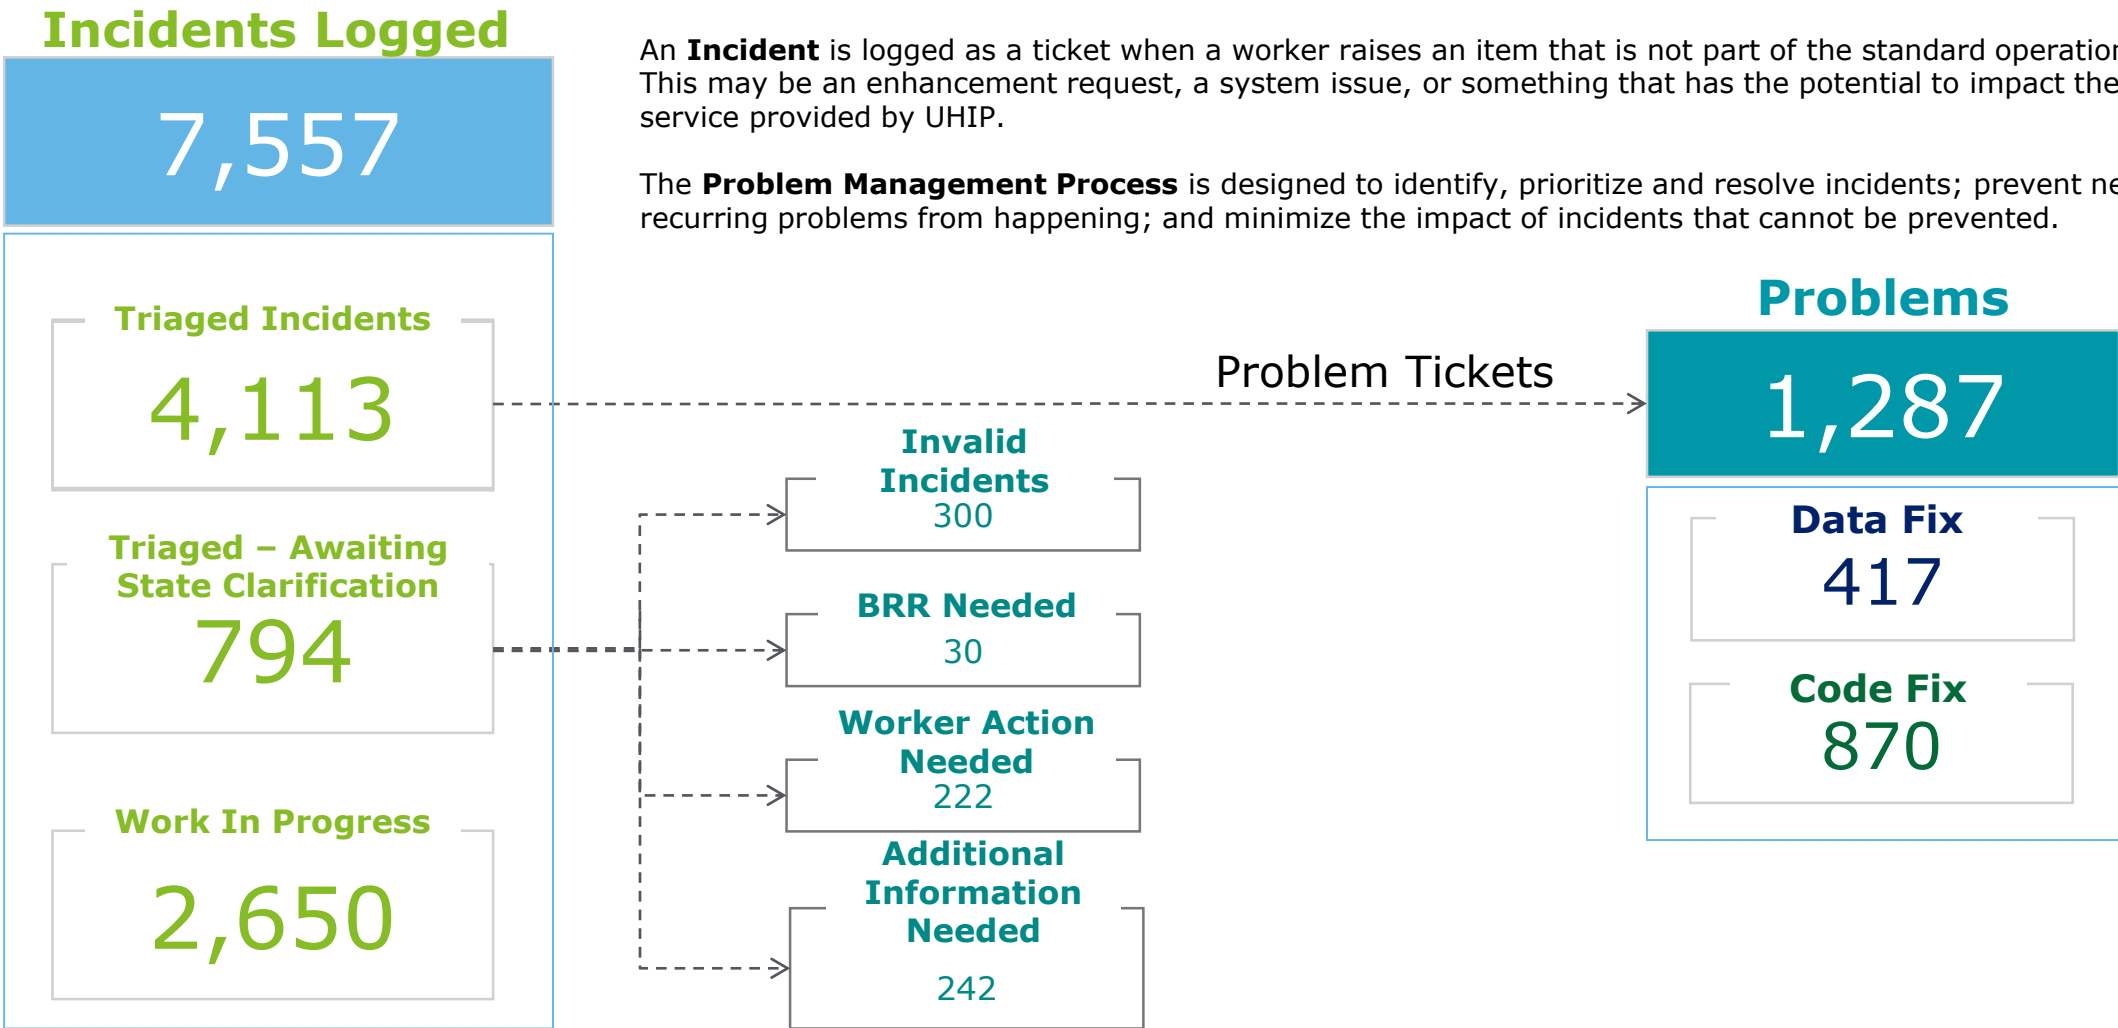 Incidents Logged
7,557
An Incident is logged as a ticket when a worker raises an item that is not part of the standard operation
This may be an enhancement request, a system issue, or something that has the potential to impact the
service provided by UHIP.
The Problem Management Process is designed to identify, prioritize and resolve incidents; prevent
recurring problems from happening; and minimize the impact of incidents that cannot be prevented.
Triaged Incidents
4,113
Triaged – Awaiting
State Clarification
794
Work In Progress
2,650
Problem Tickets
Invalid
Incidents
300
BRR Needed
30
Worker Action
Needed
222
Additional
Information
Needed
242
Problems
1,287
Data Fix
417
Code Fix
870